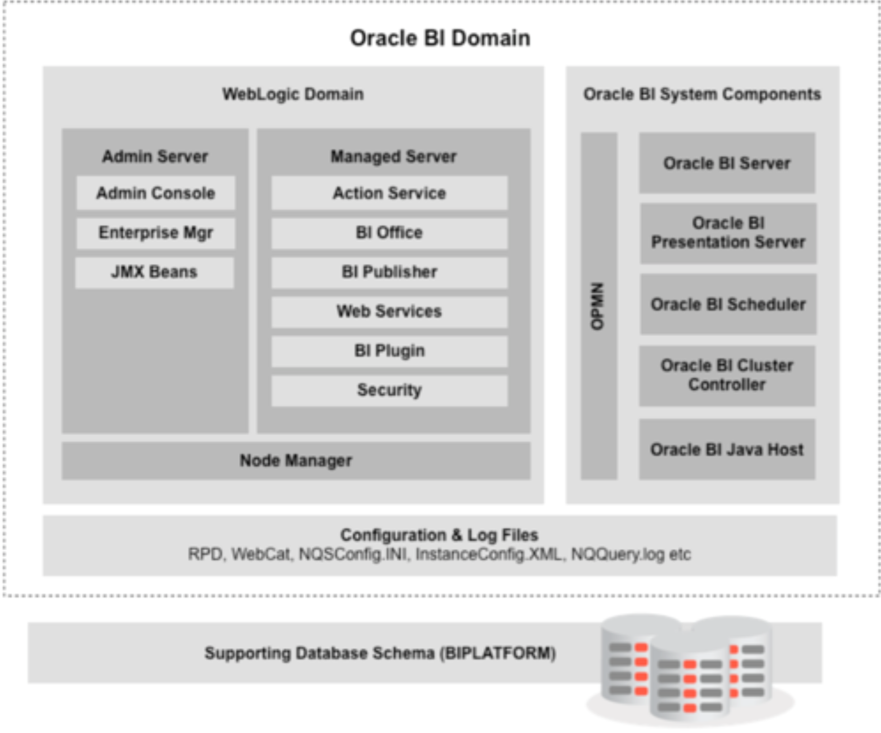 Oracle BI Domain
WebLogic Domain
Admin Server
Admin Console
Enterprise Mgr
JMX Beans
Managed Server
Action Service
BI Office
BI Publisher
Web Services
BI Plugin
Security
Node Manager
Oracle BI System Components
OPMN
Oracle BI Server
Oracle BI
Presentation Server
Oracle BI Scheduler
Oracle BI Cluster
Controller
Oracle BI Java Host
Configuration & Log Files
RPD, WebCat, NQSConfig.INI, InstanceConfig.XML, NQQuery.log etc
Supporting Database Schema (BIPLATFORM)